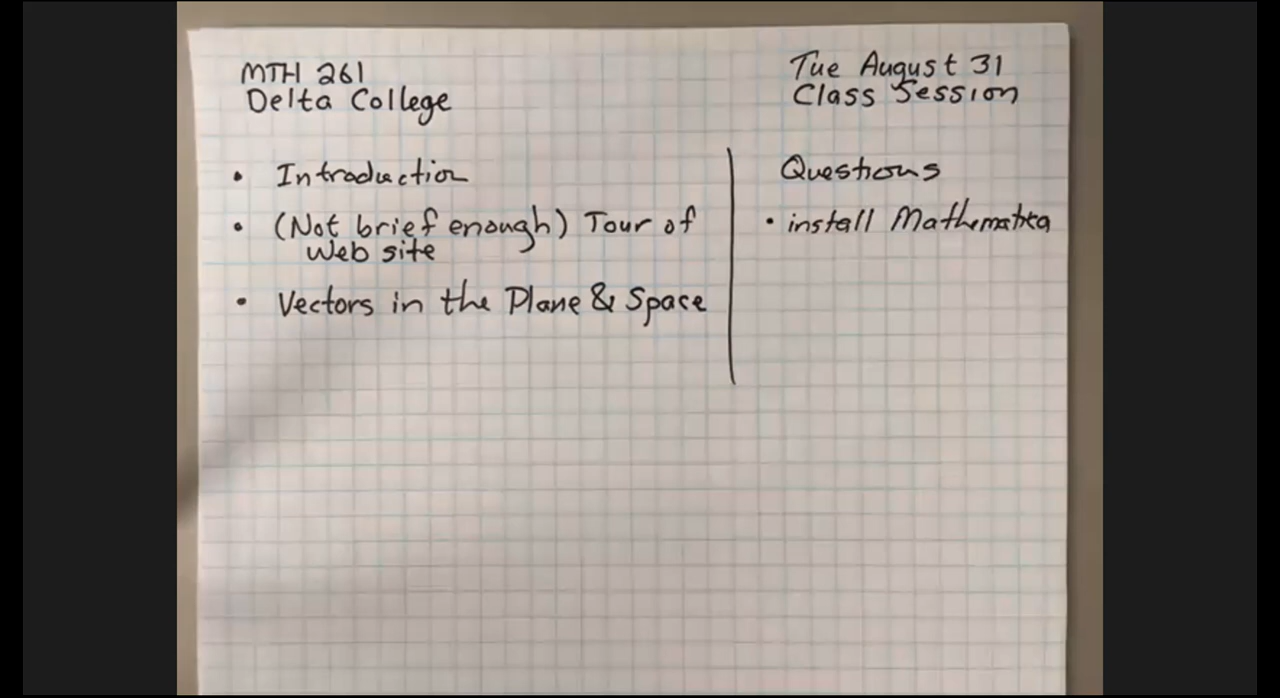 MTH 261
Delta College
Tue August 31
Class Session
• Introduction
• (Not brief enough) Tour of
Web site
• Vectors in the Plane & Space
Questions
• install Mathematica